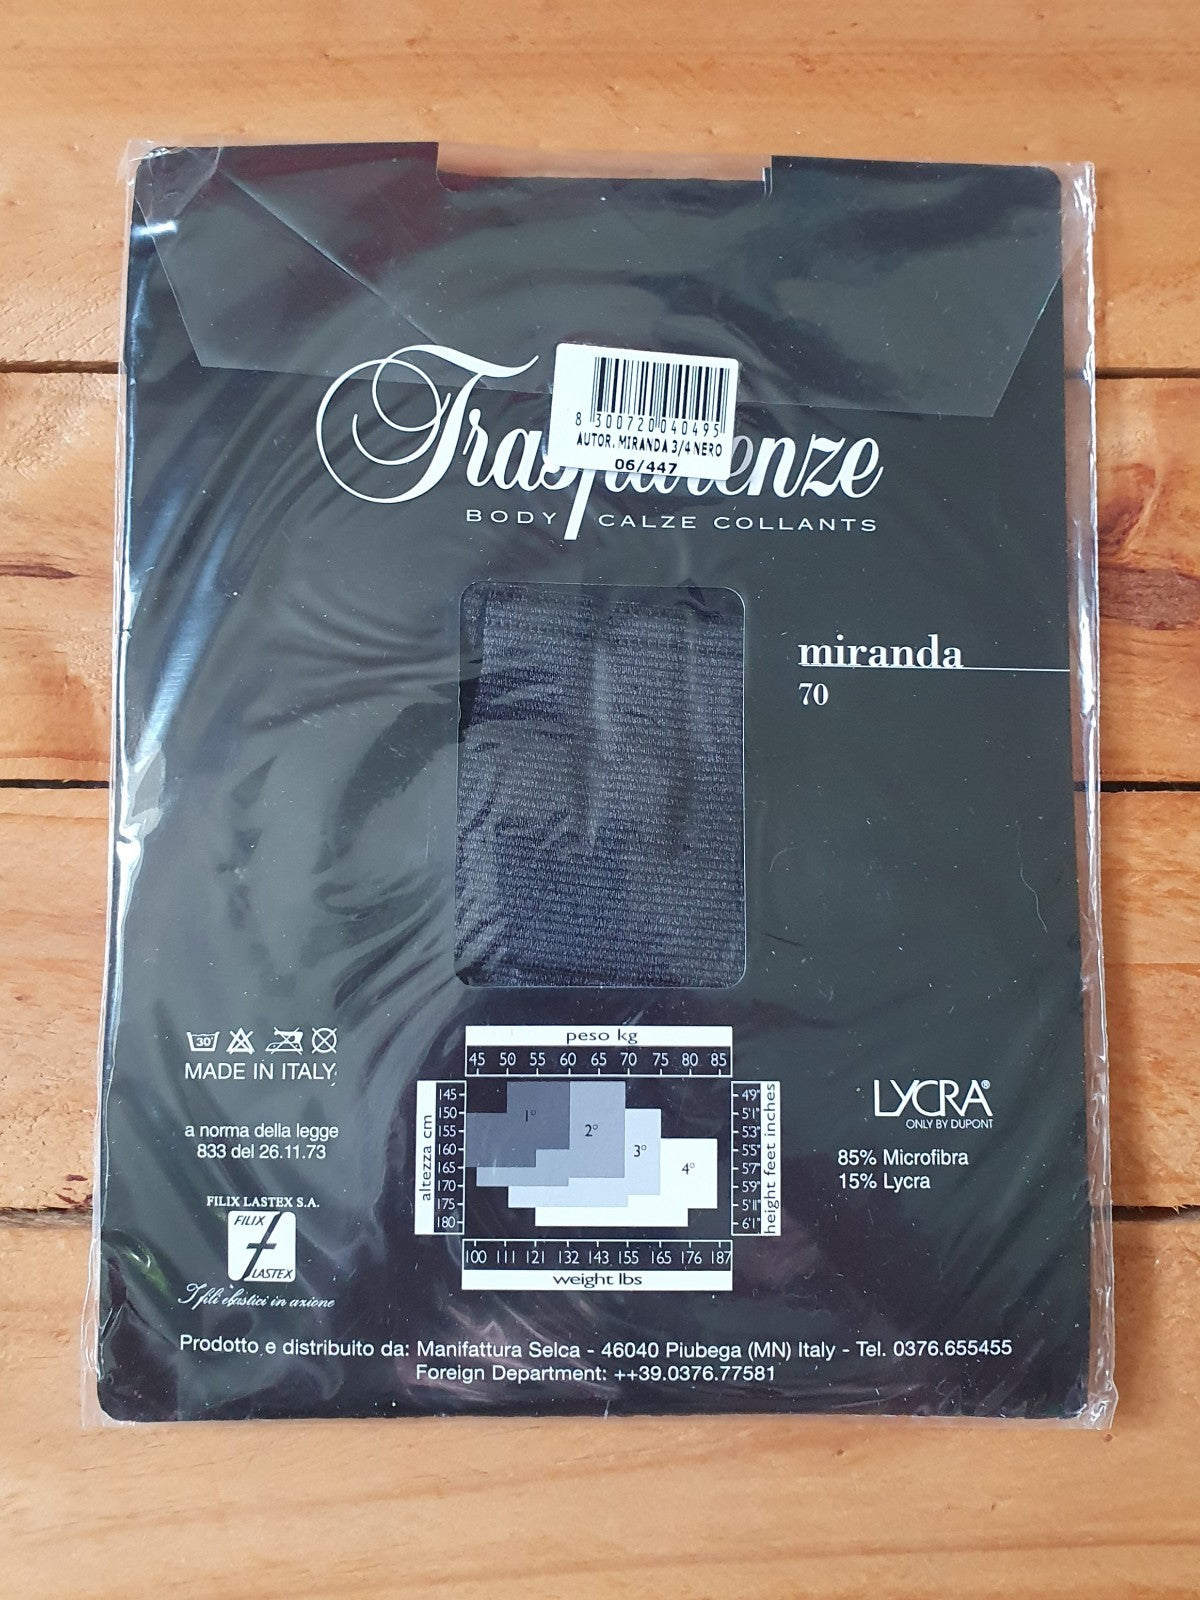 8 300720 040495
AUTOR. MIRANDA 3/4 NERO
06/447
BODY CALZE COLLANTS
miranda
70
30°
MADE IN ITALY
a norma della legge
833 del 26.11.73
FILIX LASTEX S.A.
FILIX
LASTEX
I fili elastici in azione
peso kg
45 50 55 60 65 70 75 80 85
altezza cm
145
150
155
160
165
170
175
180
1°
2°
3°
4°
4'9"
5'1"
5'3"
5'5"
5'7"
5'9"
5'11"
6'1"
height feet inches
100 111 121 132 143 155 165 176 187
weight lbs
LYCRA®
ONLY BY DUPONT
85% Microfibra
15% Lycra
Prodotto e distribuito da: Manifattura Selca - 46040 Piubega (MN) Italy - Tel. 0376.655455
Foreign Department: ++39.0376.77581